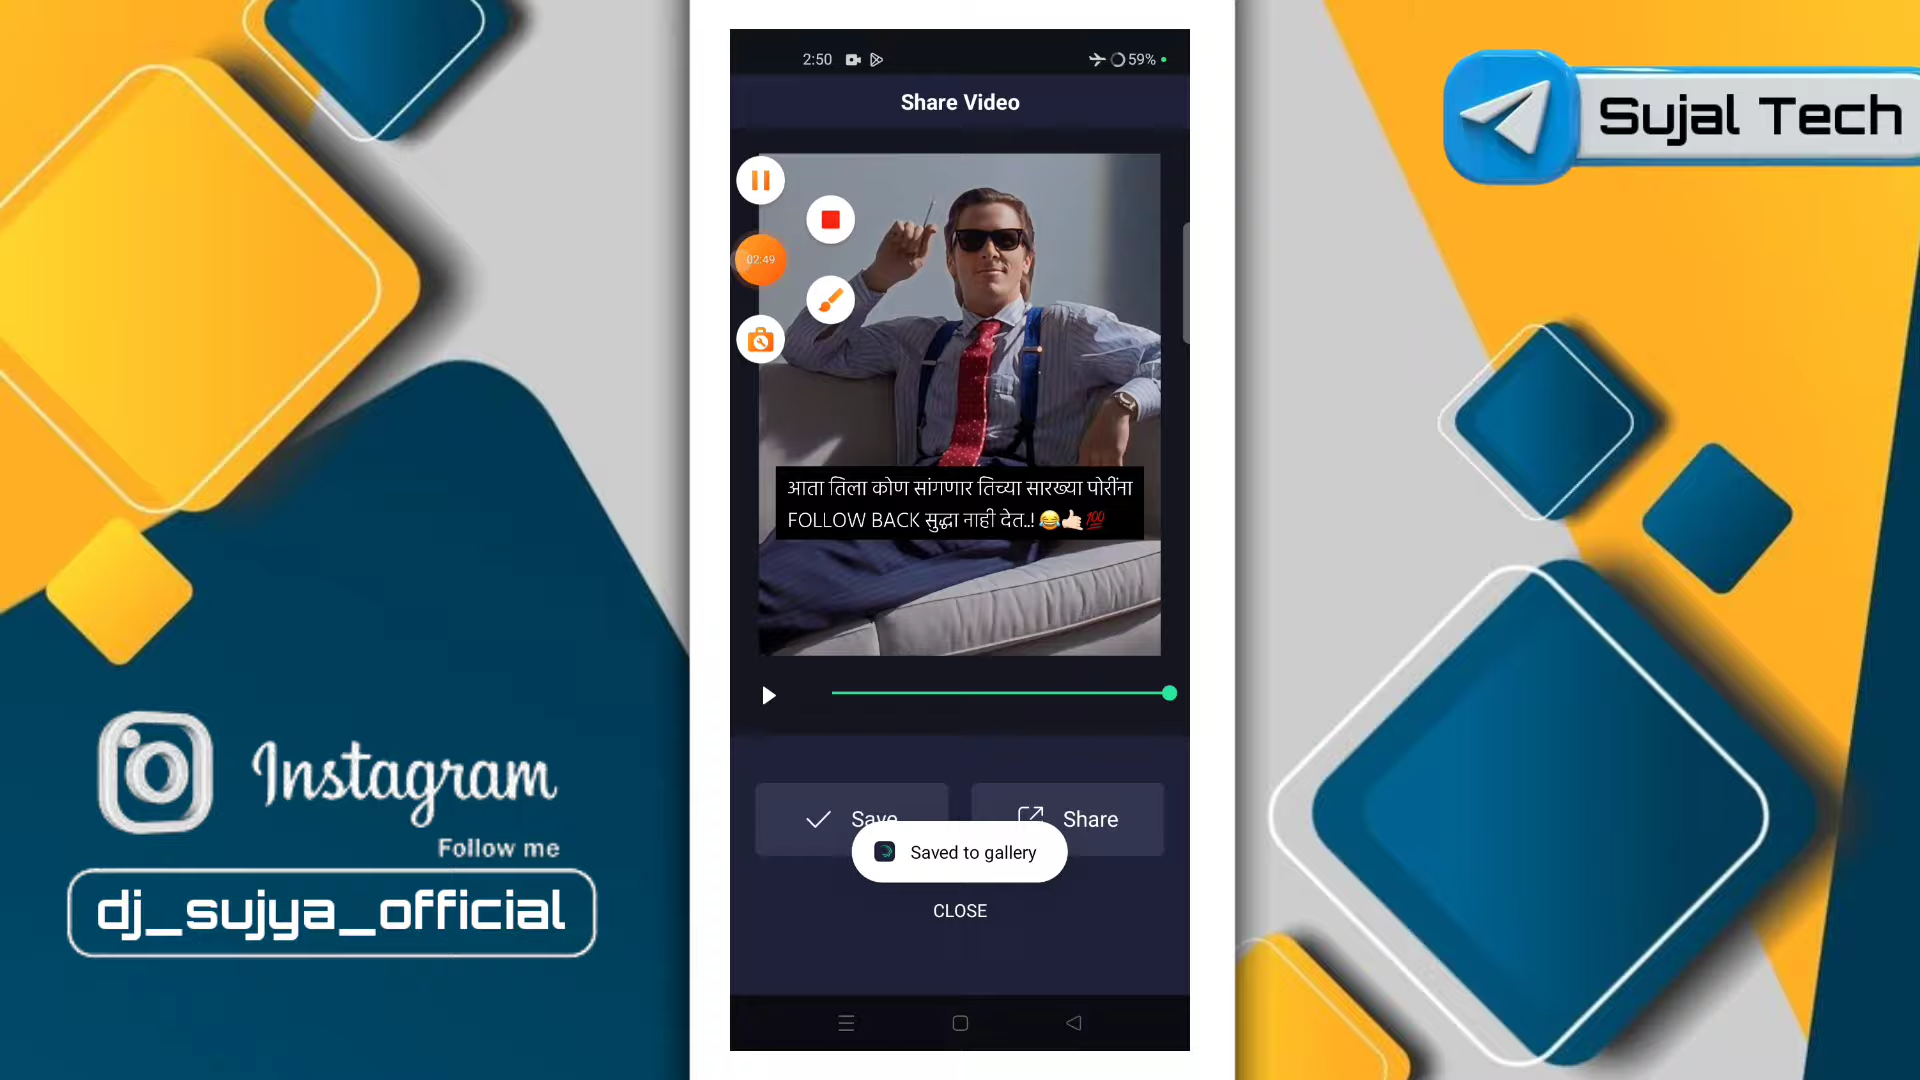 2:50
59%
Share Video
Sujal Tech
02:49
आता तिला कोण सांगणार तिच्या सारख्या पोरींना
FOLLOW BACK सुद्धा नाही देत..! 😂🤙🏻💯
Instagram
Follow me
dj_sujya_official
Save
Share
Saved to gallery
CLOSE